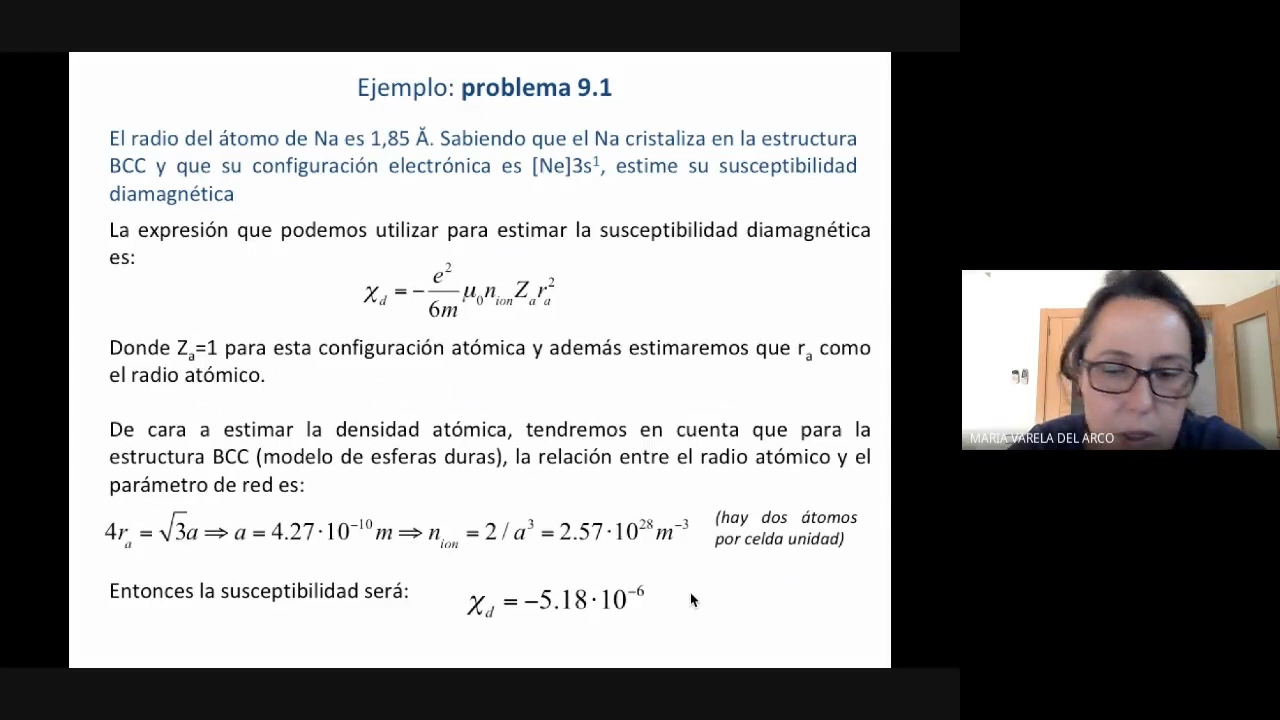 Ejemplo: problema 9.1
El radio del átomo de Na es 1,85 Ă. Sabiendo que el Na cristaliza en la estructura
BCC y que su configuración electrónica es [Ne]3s¹, estime su susceptibilidad
diamagnética
La expresión que podemos utilizar para estimar la susceptibilidad diamagnética
es:
χ_d = −e²/6m μ₀n_ion Z_a r_a²
Donde Z_a=1 para esta configuración atómica y además estimaremos que r_a como
el radio atómico.
De cara a estimar la densidad atómica, tendremos en cuenta que para la
estructura BCC (modelo de esferas duras), la relación entre el radio atómico y el
parámetro de red es:
4r_a = √3a ⇒ a = 4.27·10⁻¹⁰ m ⇒ n_ion = 2 / a³ = 2.57·10²⁸ m⁻³
(hay dos átomos
por celda unidad)
Entonces la susceptibilidad será: χ_d = −5.18·10⁻⁶
MARIA VARELA DEL ARCO